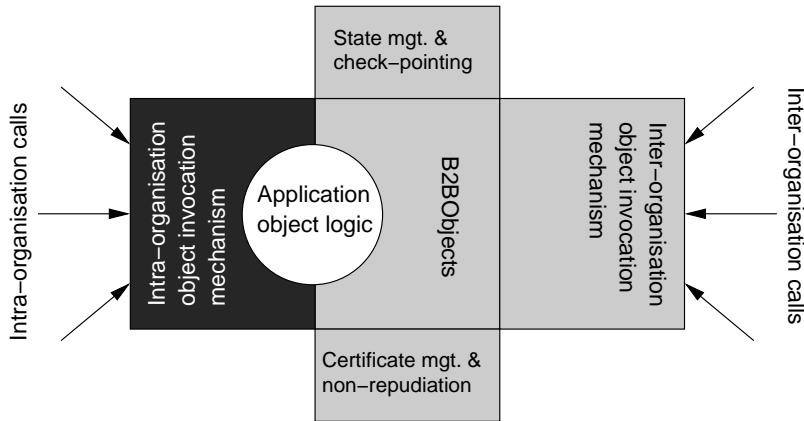 State mgt. &
check-pointing
Intra-organisation calls
Intra-organisation
object invocation
mechanism
Application
object logic
B2BObjects
Inter-organisation
object invocation
mechanism
Inter-organisation calls
Certificate mgt. &
non-repudiation